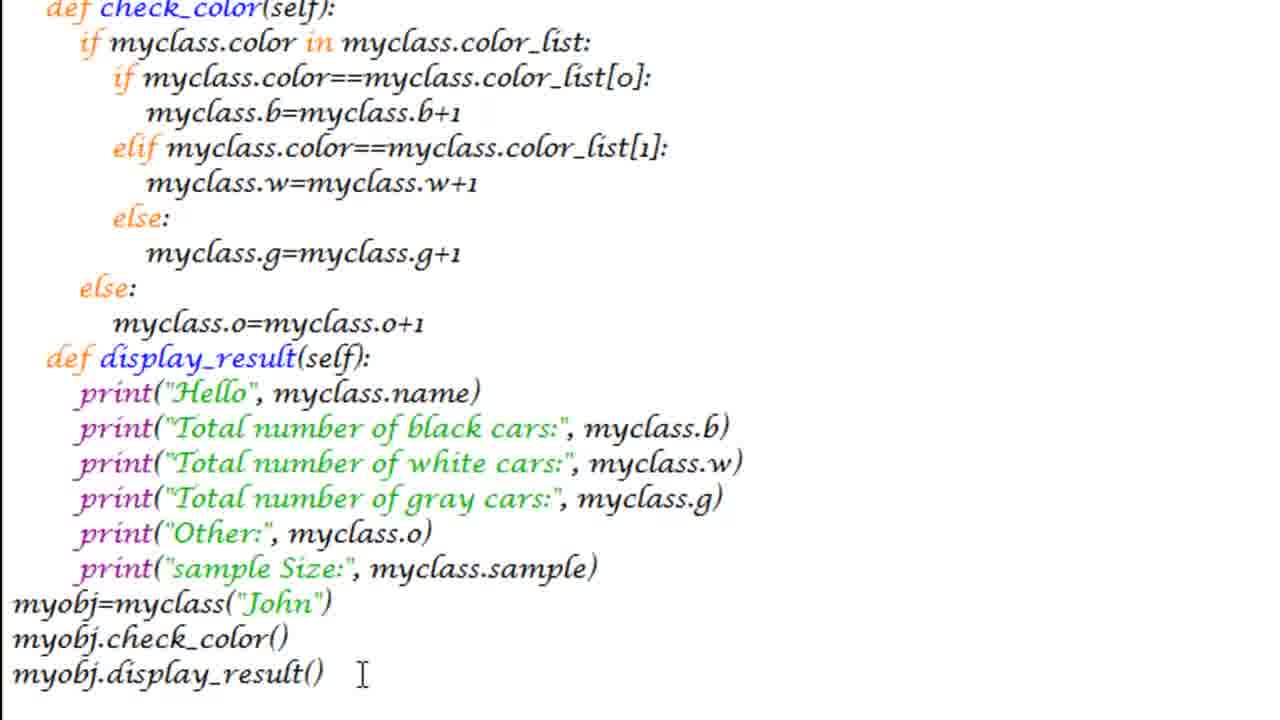 def check_color(self):
if myclass.color in myclass.color_list:
if myclass.color==myclass.color_list[0]:
myclass.b=myclass.b+1
elif myclass.color==myclass.color_list[1]:
myclass.w=myclass.w+1
else:
myclass.g=myclass.g+1
else:
myclass.o=myclass.o+1
def display_result(self):
print("Hello", myclass.name)
print("Total number of black cars:", myclass.b)
print("Total number of white cars:", myclass.w)
print("Total number of gray cars:", myclass.g)
print("Other:", myclass.o)
print("sample Size:", myclass.sample)
myobj=myclass("John")
myobj.check_color()
myobj.display_result()